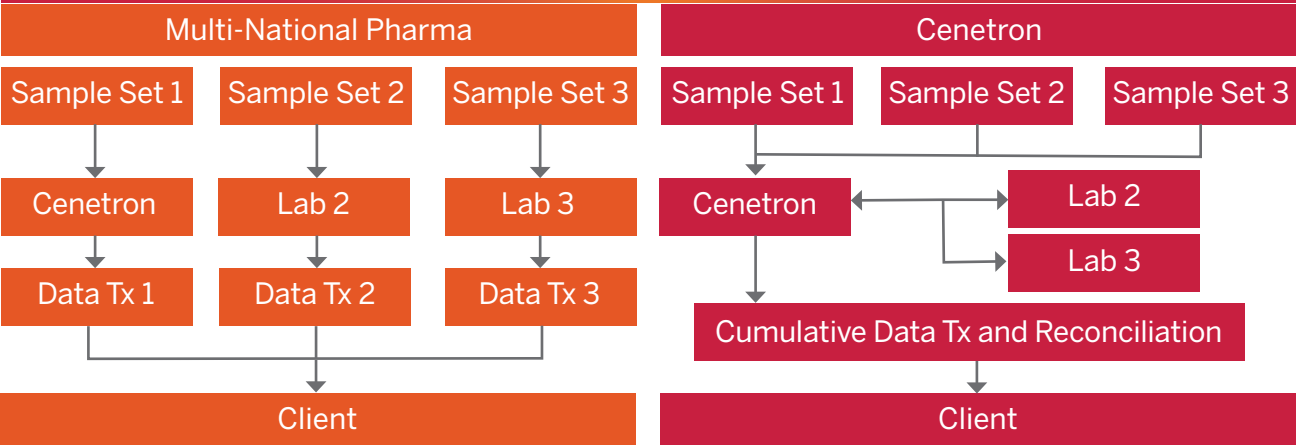 Multi-National Pharma
Sample Set 1
Sample Set 2
Sample Set 3
Cenetron
Lab 2
Lab 3
Data Tx 1
Data Tx 2
Data Tx 3
Client
Cenetron
Sample Set 1
Sample Set 2
Sample Set 3
Cenetron
Lab 2
Lab 3
Cumulative Data Tx and Reconciliation
Client